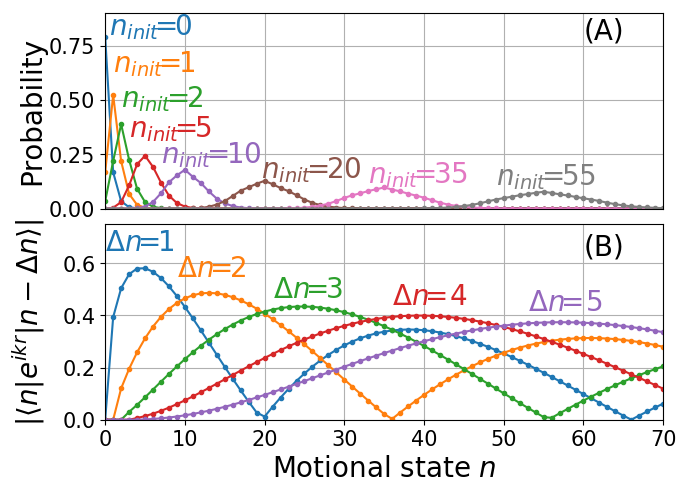 (A)
Probability
0.75
0.50
0.25
0.00
n_init=0
n_init=1
n_init=2
n_init=5
n_init=10
n_init=20
n_init=35
n_init=55
(B)
|⟨n|e^{ikr}|n − Δn⟩|
0.6
0.4
0.2
0.0
Δn=1
Δn=2
Δn=3
Δn=4
Δn=5
0 10 20 30 40 50 60 70
Motional state n